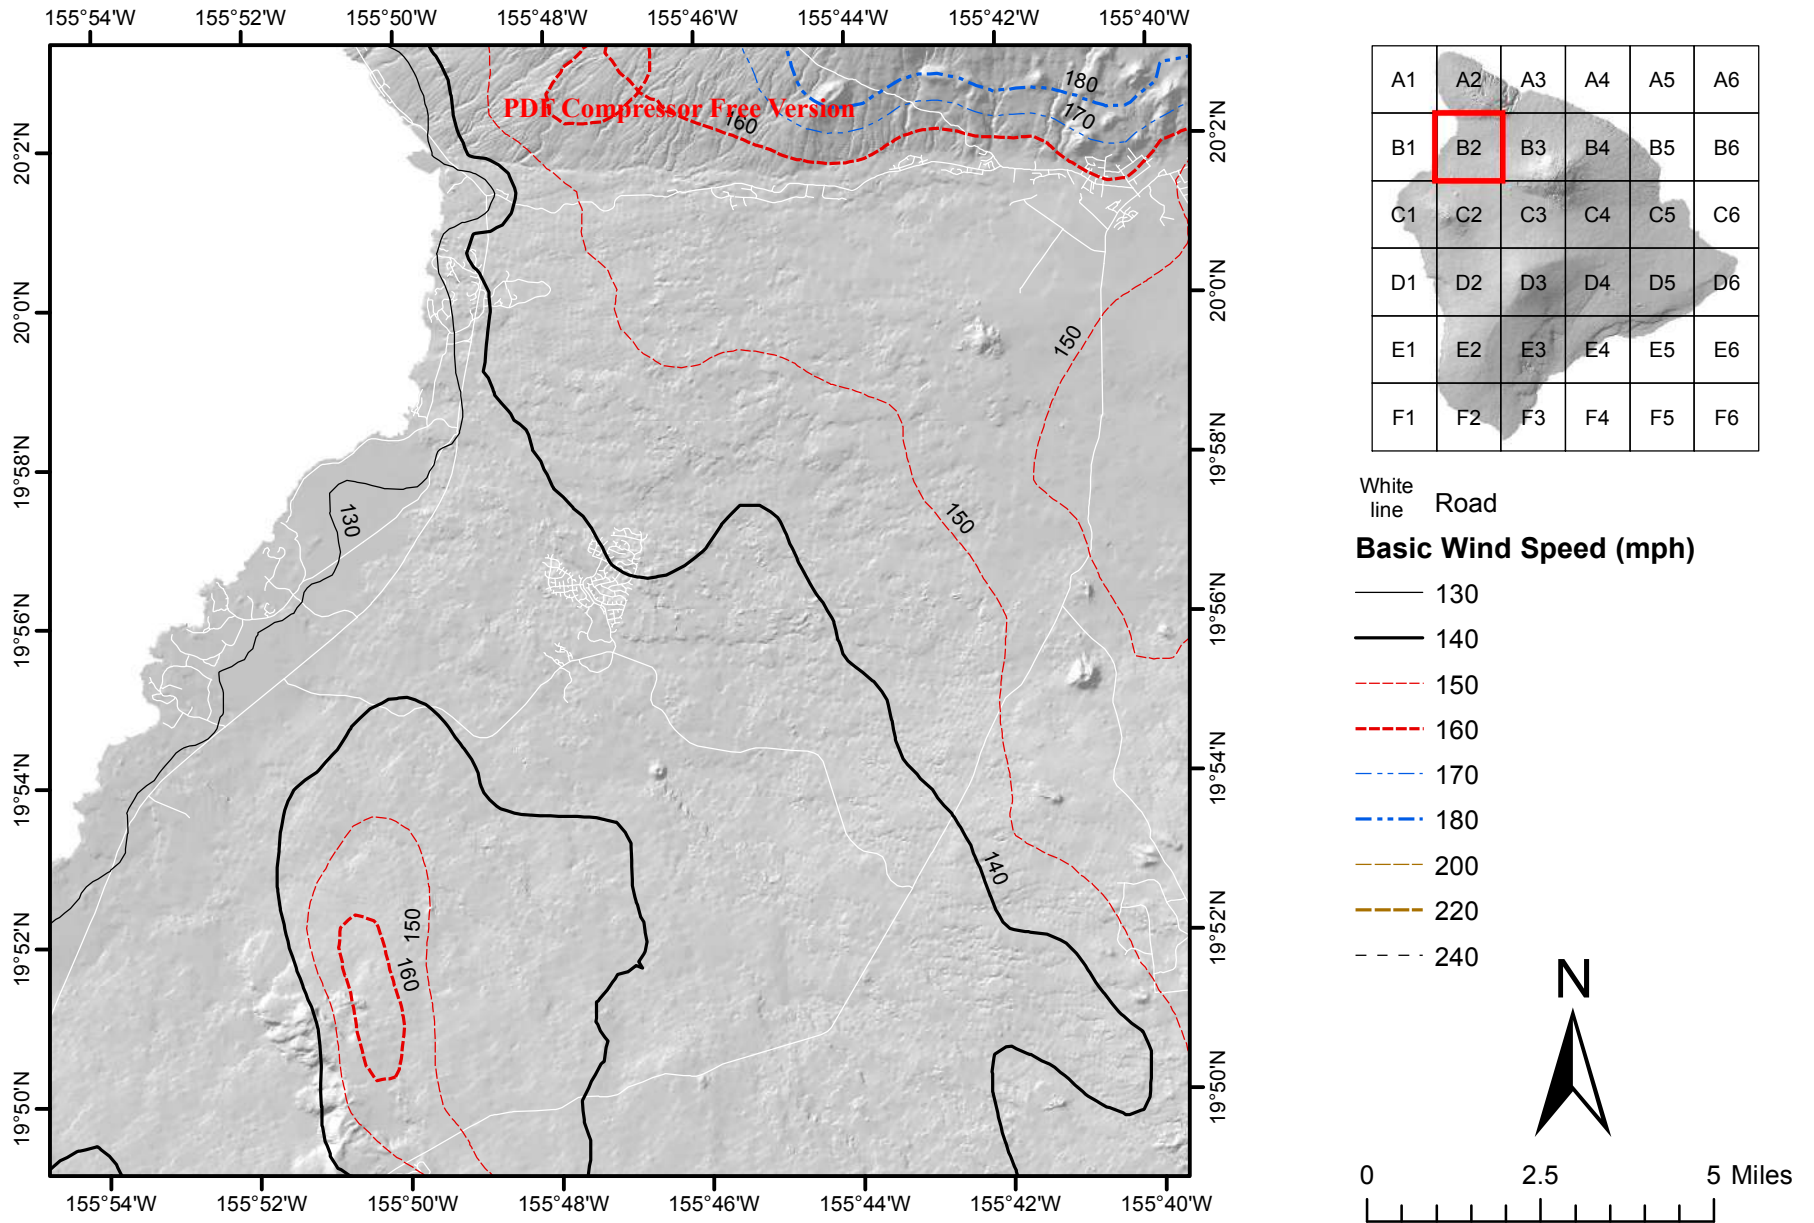 155°54'W 155°52'W 155°50'W 155°48'W 155°46'W 155°44'W 155°42'W 155°40'W
PDF Compressor Free Version
180
170
160
150
150
130
140
150
160
20°2'N
20°0'N
19°58'N
19°56'N
19°54'N
19°52'N
19°50'N
20°2'N
20°0'N
19°58'N
19°56'N
19°54'N
19°52'N
19°50'N
155°54'W 155°52'W 155°50'W 155°48'W 155°46'W 155°44'W 155°42'W 155°40'W
A1 A2 A3 A4 A5 A6
B1 B2 B3 B4 B5 B6
C1 C2 C3 C4 C5 C6
D1 D2 D3 D4 D5 D6
E1 E2 E3 E4 E5 E6
F1 F2 F3 F4 F5 F6
White
line Road
Basic Wind Speed (mph)
130
140
150
160
170
180
200
220
240
N
0 2.5 5 Miles